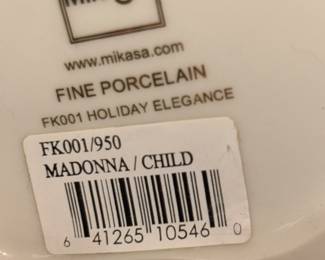 www.mikasa.com
FINE PORCELAIN
FK001 HOLIDAY ELEGANCE
FK001/950
MADONNA / CHILD
6 41265 10546 0